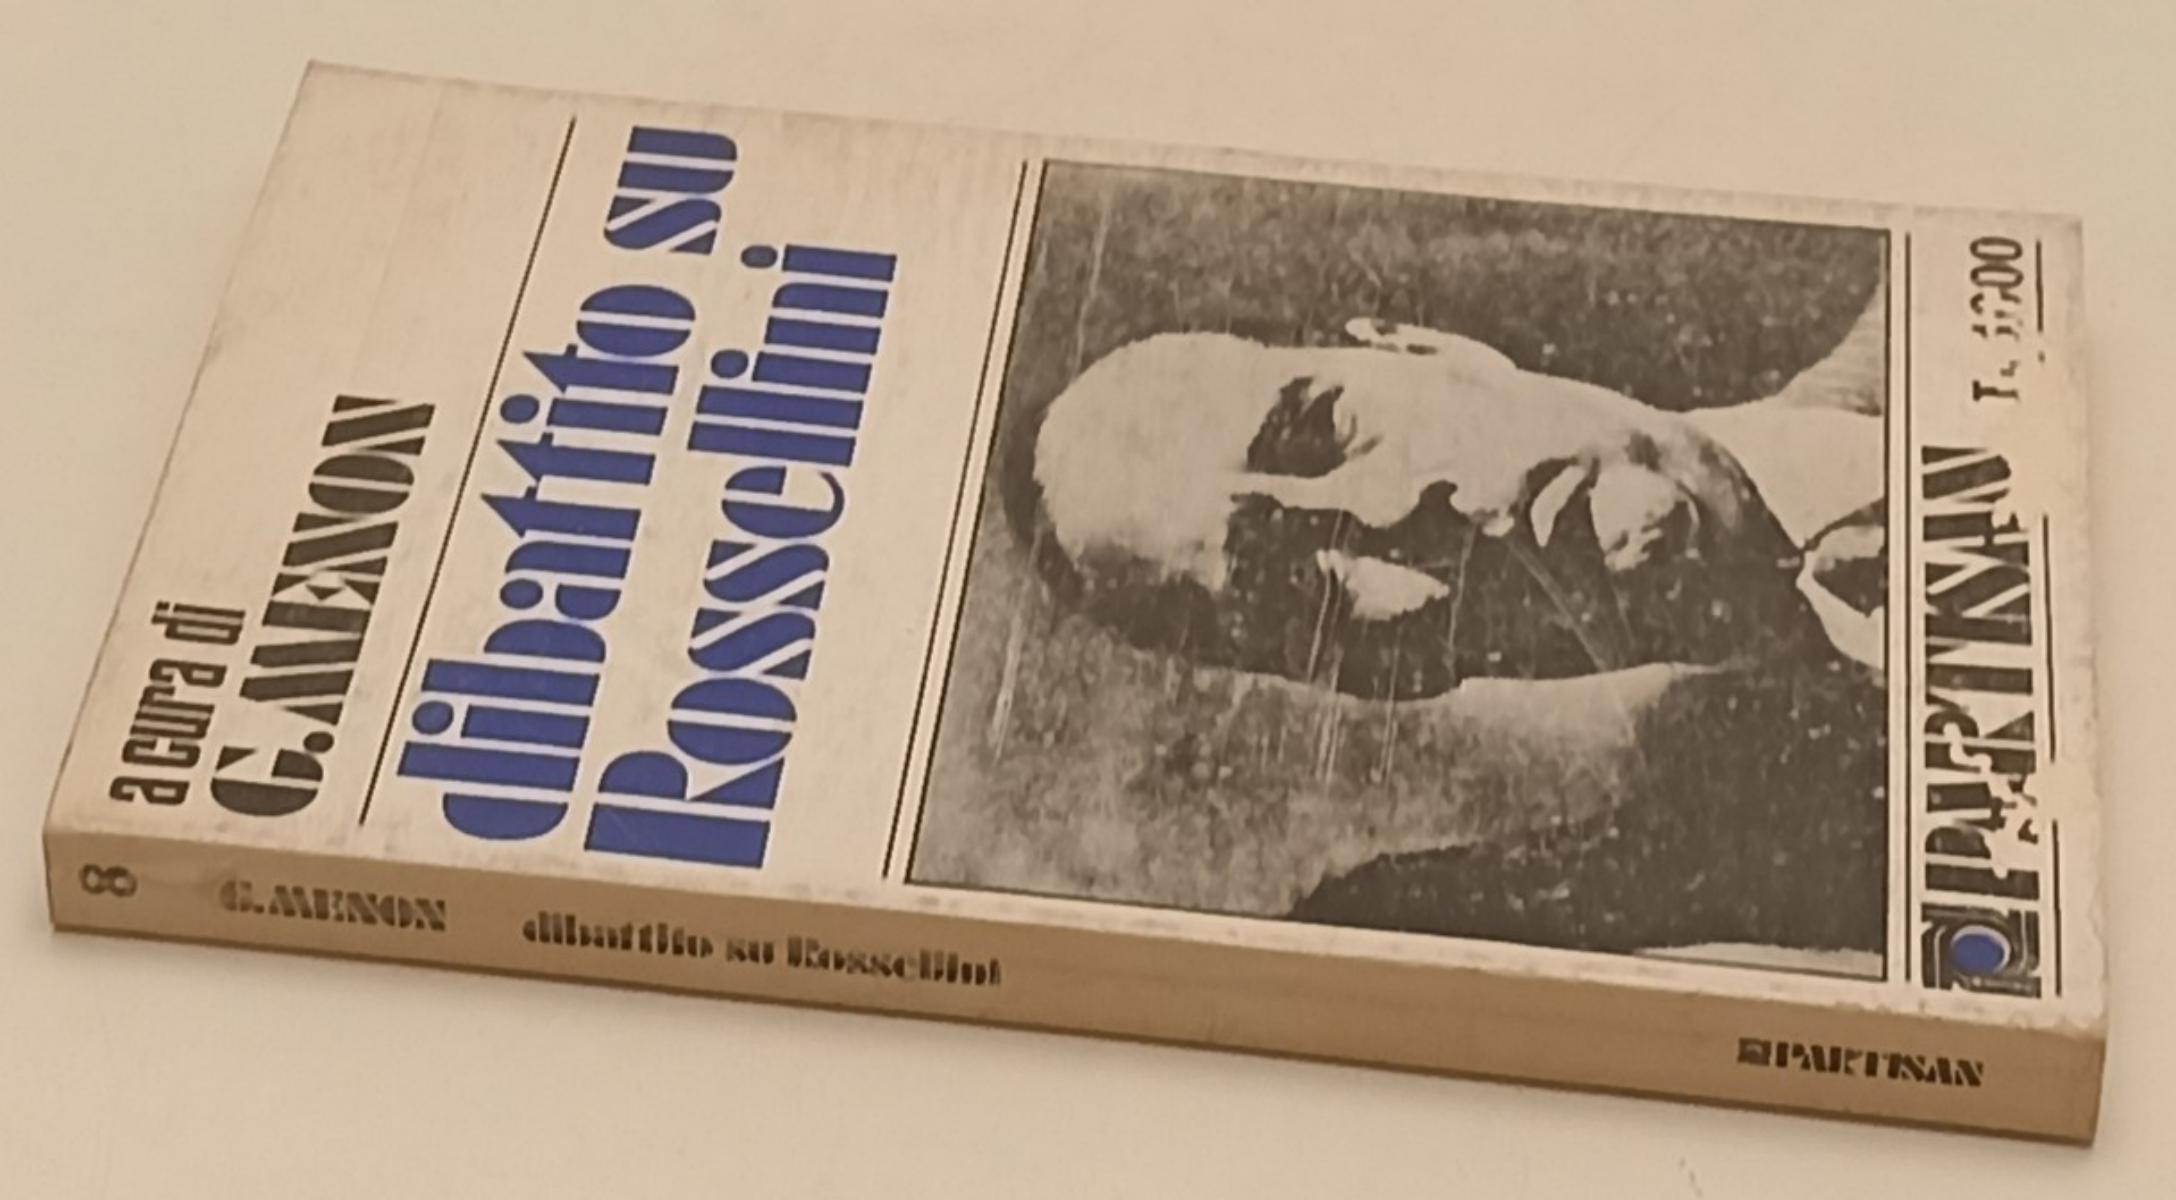 a cura di
G.MENON
dibattito su
Rossellini
PARTISAN
8 G.MENON dibattito su Rossellini PARTISAN